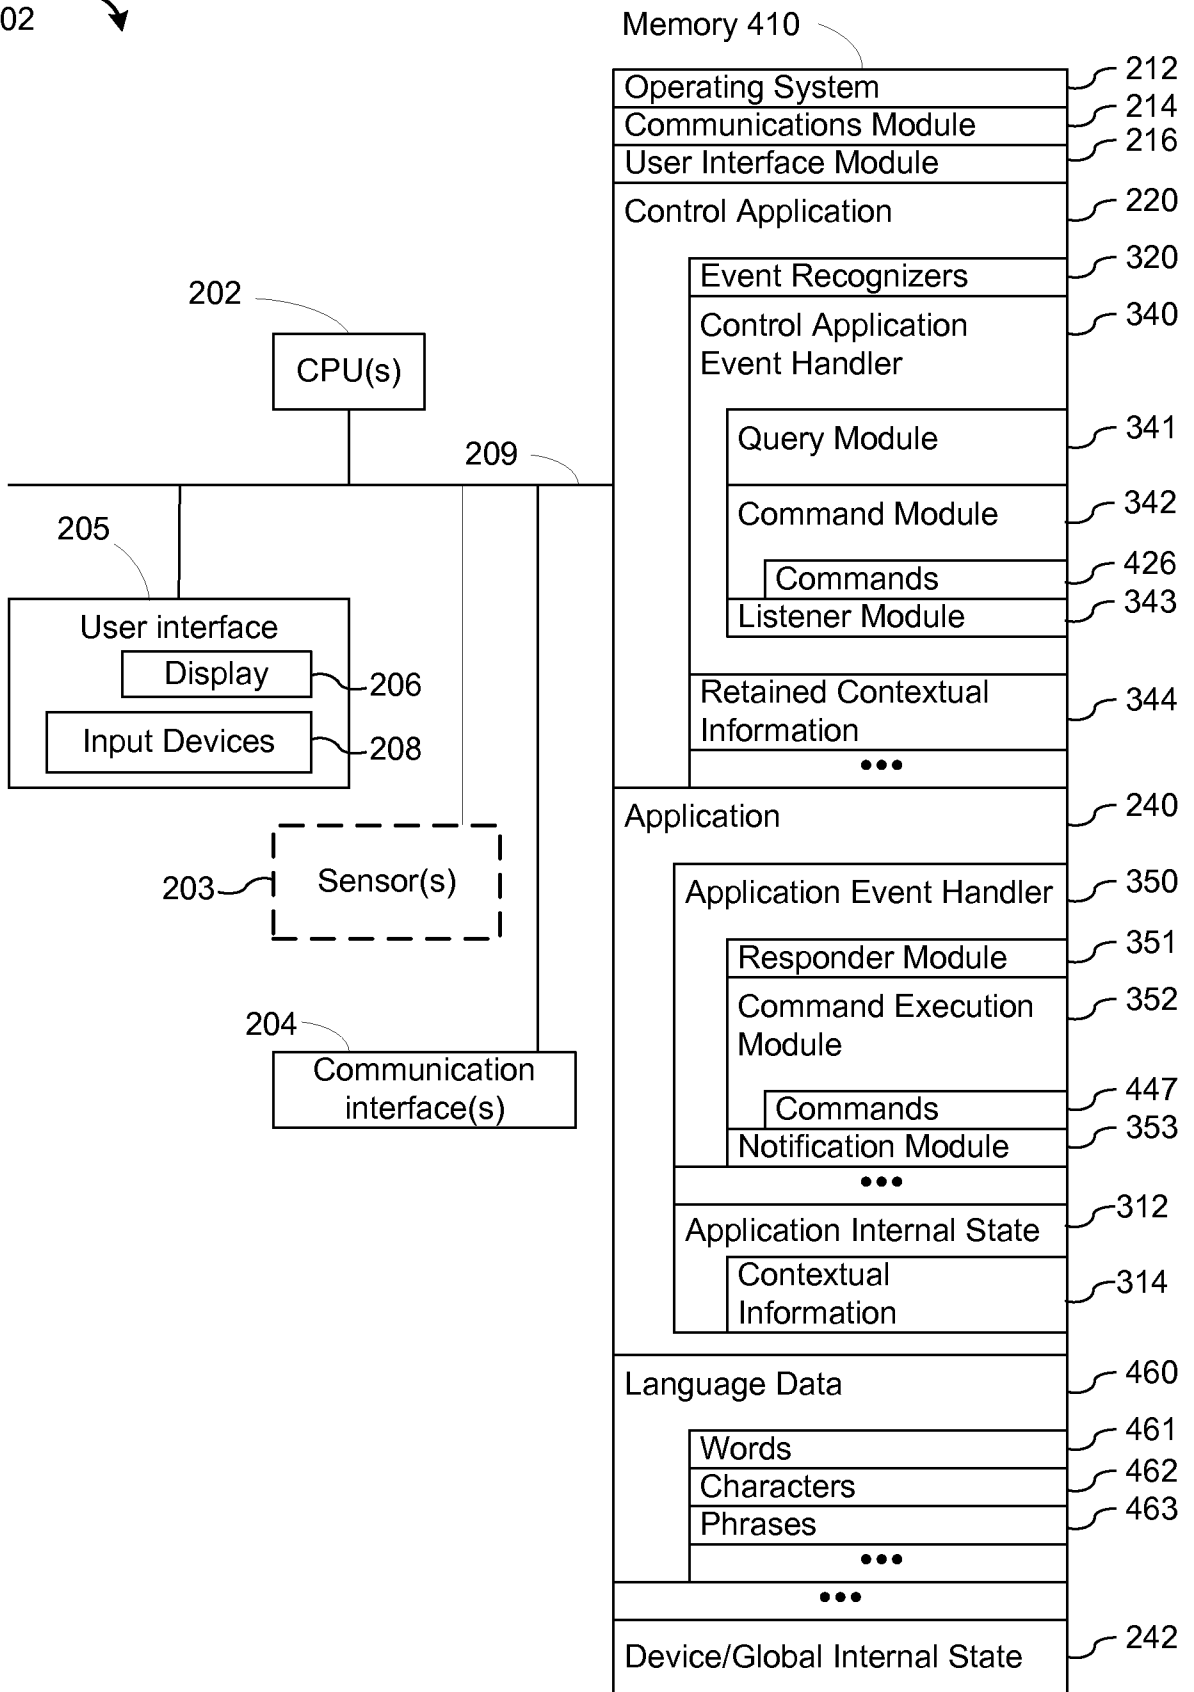 02
Memory 410
Operating System
212
Communications Module
214
User Interface Module
216
Control Application
220
Event Recognizers
320
Control Application
Event Handler
340
Query Module
341
Command Module
342
Commands
426
Listener Module
343
Retained Contextual
Information
344
•••
202
CPU(s)
209
205
User interface
Display
206
Input Devices
208
203
Sensor(s)
204
Communication
interface(s)
Application
240
Application Event Handler
350
Responder Module
351
Command Execution
Module
352
Commands
447
Notification Module
353
•••
Application Internal State
312
Contextual
Information
314
Language Data
460
Words
461
Characters
462
Phrases
463
•••
•••
Device/Global Internal State
242